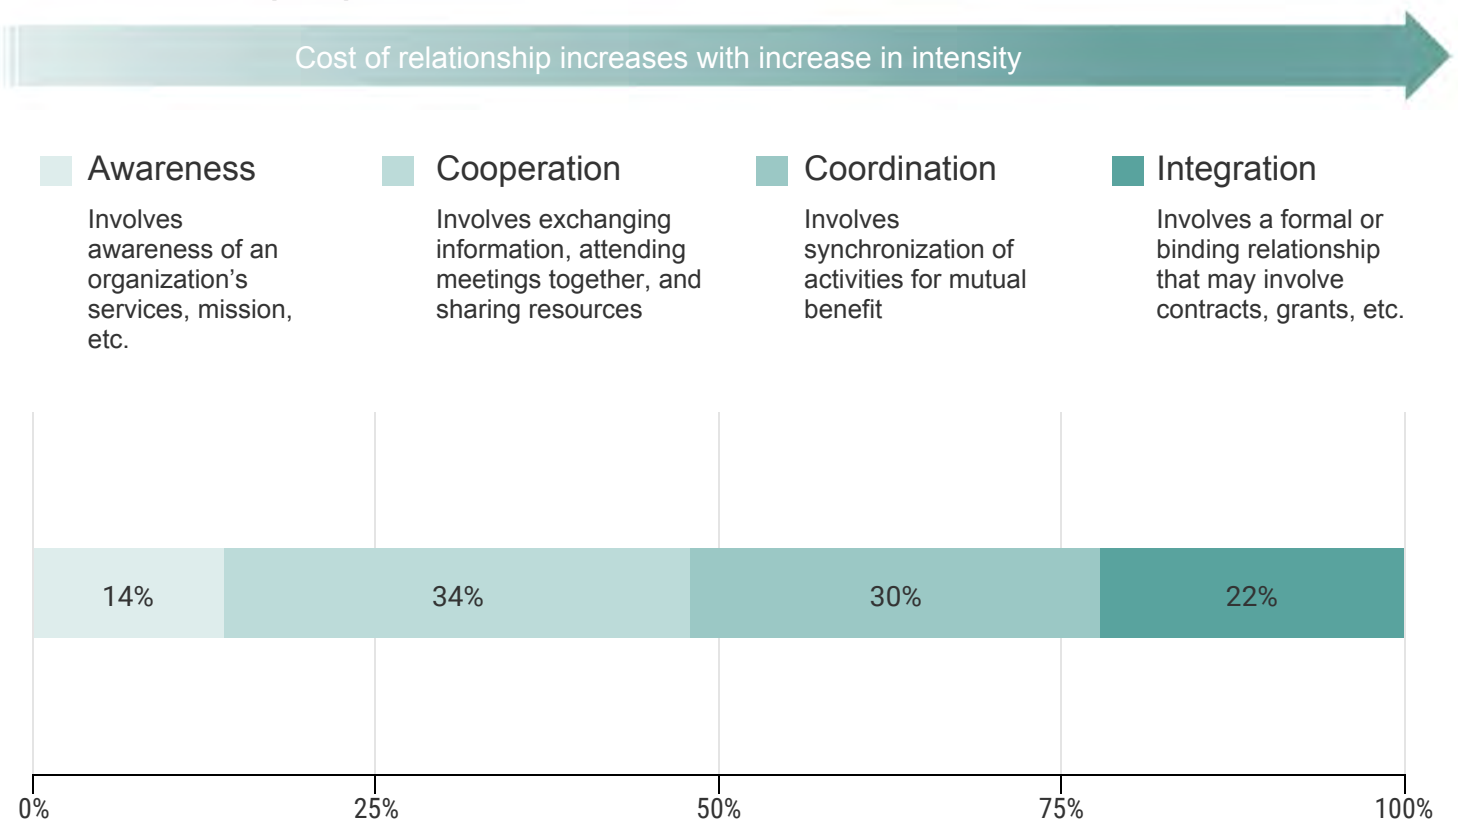 Cost of relationship increases with increase in intensity
Awareness
Involves
awareness of an
organization’s
services, mission,
etc.
Cooperation
Involves exchanging
information, attending
meetings together, and
sharing resources
Coordination
Involves
synchronization of
activities for mutual
benefit
Integration
Involves a formal or
binding relationship
that may involve
contracts, grants, etc.
14%
34%
30%
22%
0%
25%
50%
75%
100%